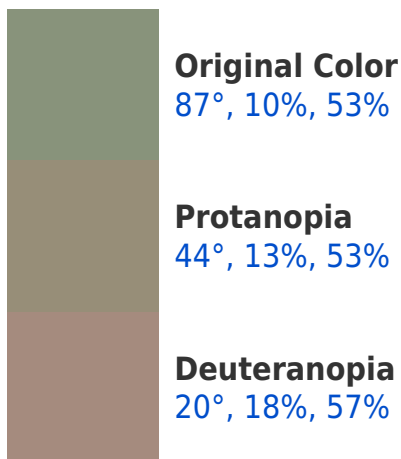 Original Color
87°, 10%, 53%
Protanopia
44°, 13%, 53%
Deuteranopia
20°, 18%, 57%